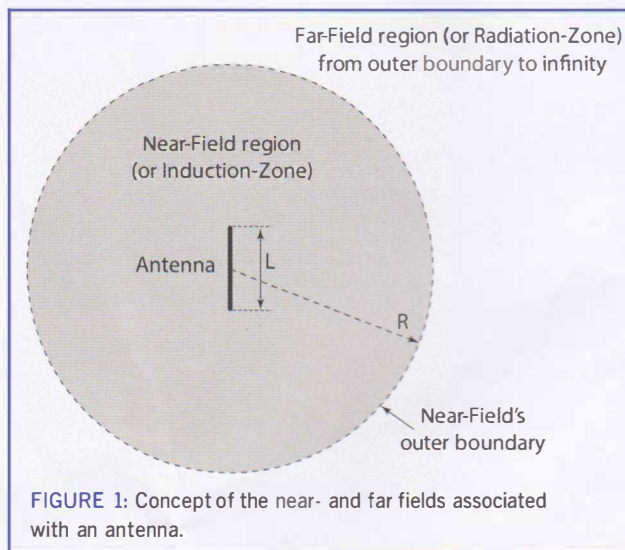 Far-Field region (or Radiation-Zone)
from outer boundary to infinity
Near-Field region
(or Induction-Zone)
Antenna
L
R
Near-Field's
outer boundary
FIGURE 1: Concept of the near- and far fields associated
with an antenna.